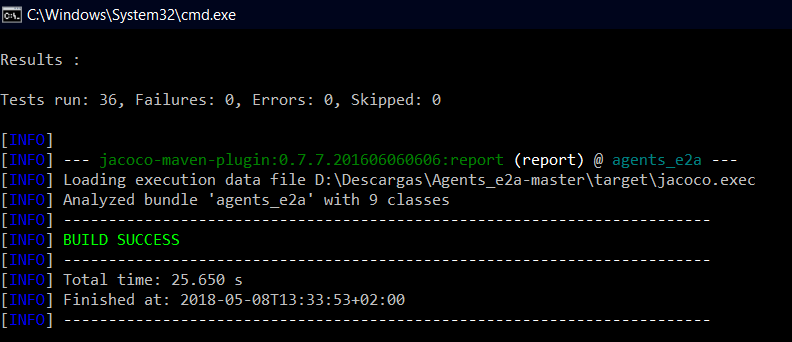 C:\Windows\System32\cmd.exe
Results :
Tests run: 36, Failures: 0, Errors: 0, Skipped: 0
[INFO]
[INFO] --- jacoco-maven-plugin:0.7.7.201606060606:report (report) @ agents_e2a ---
[INFO] Loading execution data file D:\Descargas\Agents_e2a-master\target\jacoco.exec
[INFO] Analyzed bundle 'agents_e2a' with 9 classes
[INFO] ------------------------------------------------------------------------
[INFO] BUILD SUCCESS
[INFO] ------------------------------------------------------------------------
[INFO] Total time: 25.650 s
[INFO] Finished at: 2018-05-08T13:33:53+02:00
[INFO] ------------------------------------------------------------------------